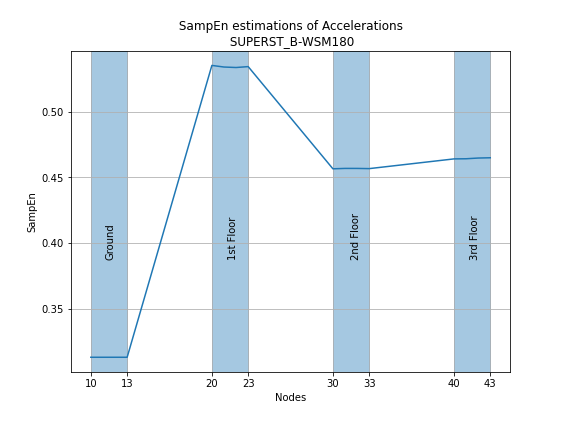 SampEn estimations of Accelerations
SUPERST_B-WSM180
SampEn
0.50
0.45
0.40
0.35
Ground
1st Floor
2nd Floor
3rd Floor
10 13 20 23 30 33 40 43
Nodes